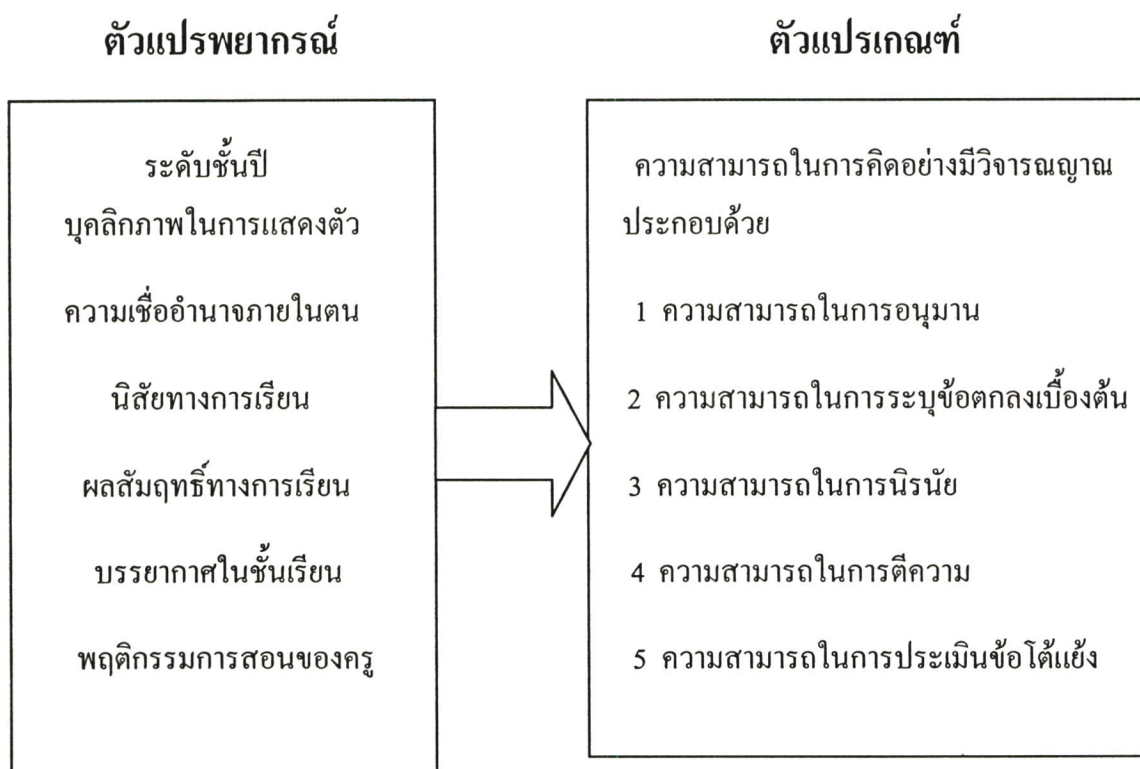 ตัวแปรพยากรณ์
ระดับชั้นปี
บุคลิกภาพในการแสดงตัว
ความเชื่ออำนาจภายในตน
นิสัยทางการเรียน
ผลสัมฤทธิ์ทางการเรียน
บรรยากาศในชั้นเรียน
พฤติกรรมการสอนของครู
ตัวแปรเกณฑ์
ความสามารถในการคิดอย่างมีวิจารณญาณ
ประกอบด้วย
1 ความสามารถในการอนุมาน
2 ความสามารถในการระบุข้อตกลงเบื้องต้น
3 ความสามารถในการนิรนัย
4 ความสามารถในการตีความ
5 ความสามารถในการประเมินข้อโต้แย้ง